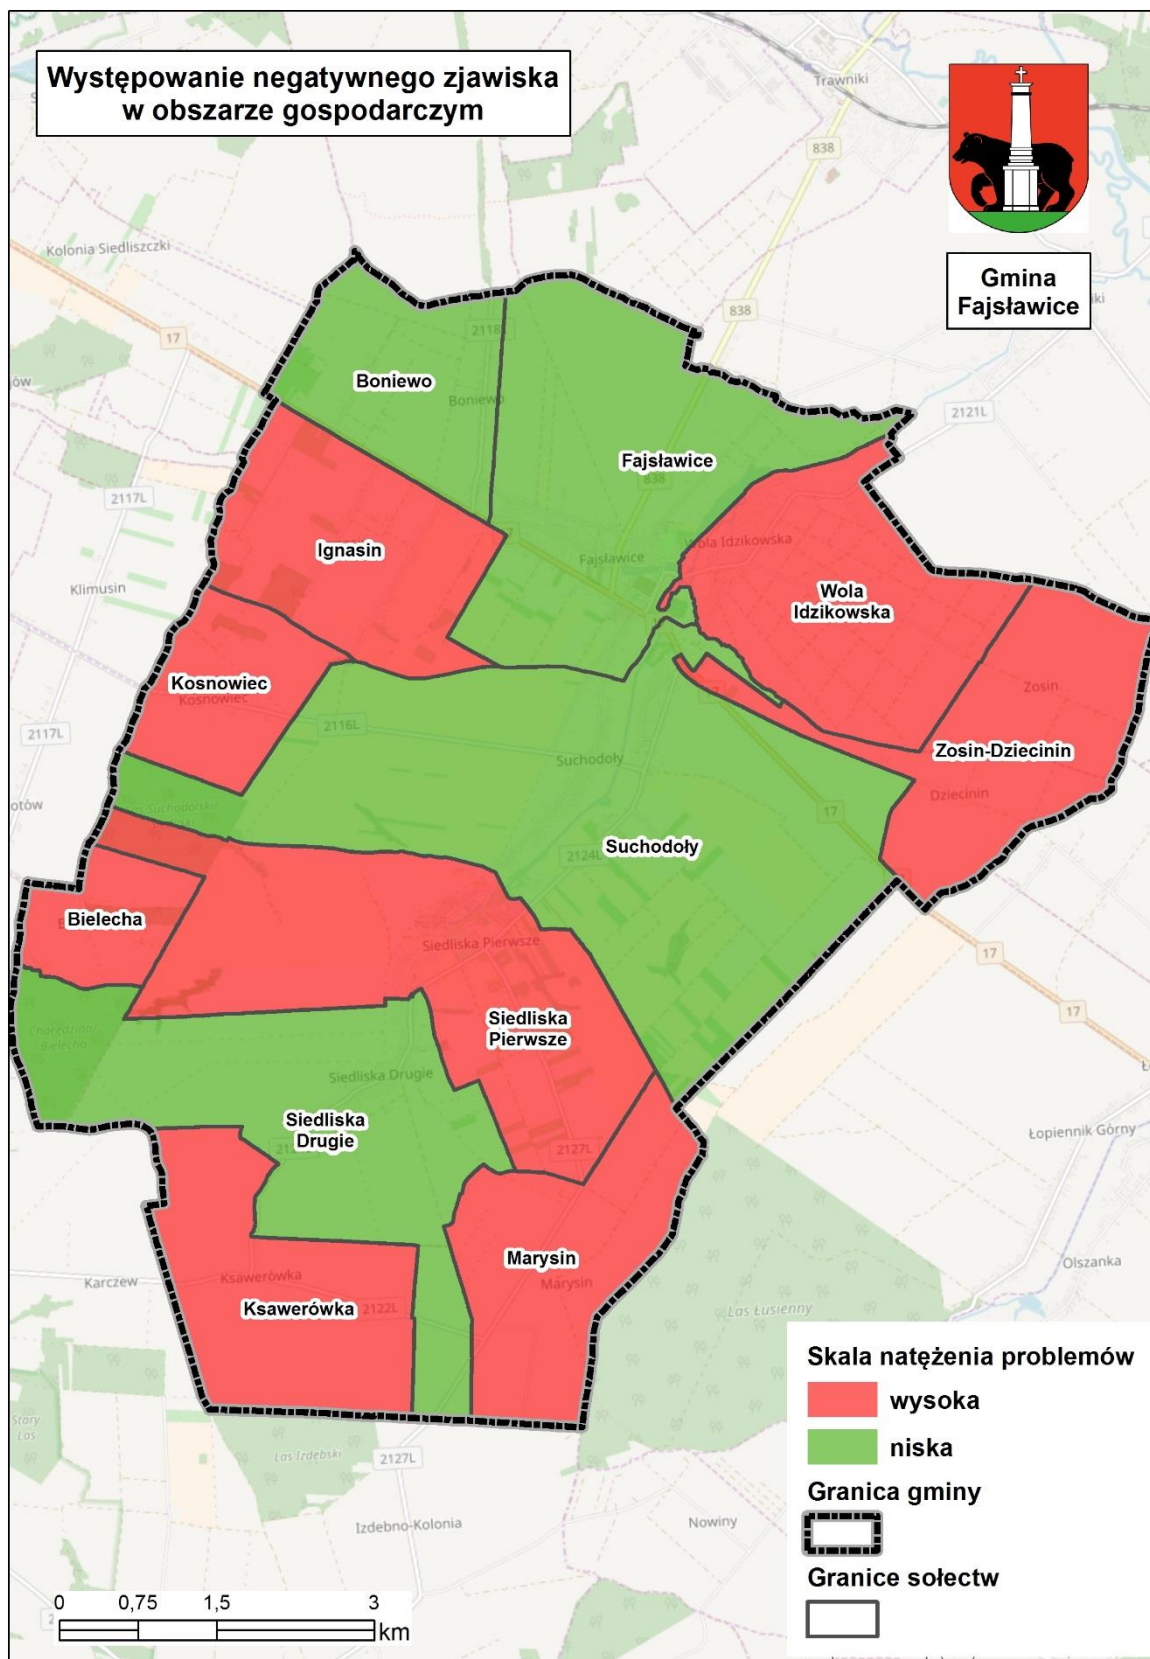 Występowanie negatywnego zjawiska
w obszarze gospodarczym
Trawniki
838
Gmina
Fajsławice
Kolonia Siedliszczki
17
2118L
838
Boniewo
Boniewo
2121L
Fajsławice
838
2117L
Ignasin
Fajsławice
Wola Idzikowska
Klimusin
Wola
Idzikowska
Kosnowiec
Kosnowiec
Zosin
17
2117L
2116L
Suchodoły
Zosin-Dziecinin
Dziecinin
17
Suchodoły
2124L
Bielecha
Siedliska Pierwsze
17
17
Siedliska
Pierwsze
Siedliska Drugie
Siedliska
Drugie
2127L
Łopiennik Górny
Marysin
Marysin
Karczew
Ksawerówka
Ksawerówka
2122L
Olszanka
Las Łusienny
Skala natężenia problemów
wysoka
niska
Granica gminy
Granice sołectw
Stary
Las
Las Izdebski
2127L
Izdebno-Kolonia
Nowiny
0 0,75 1,5 3
km